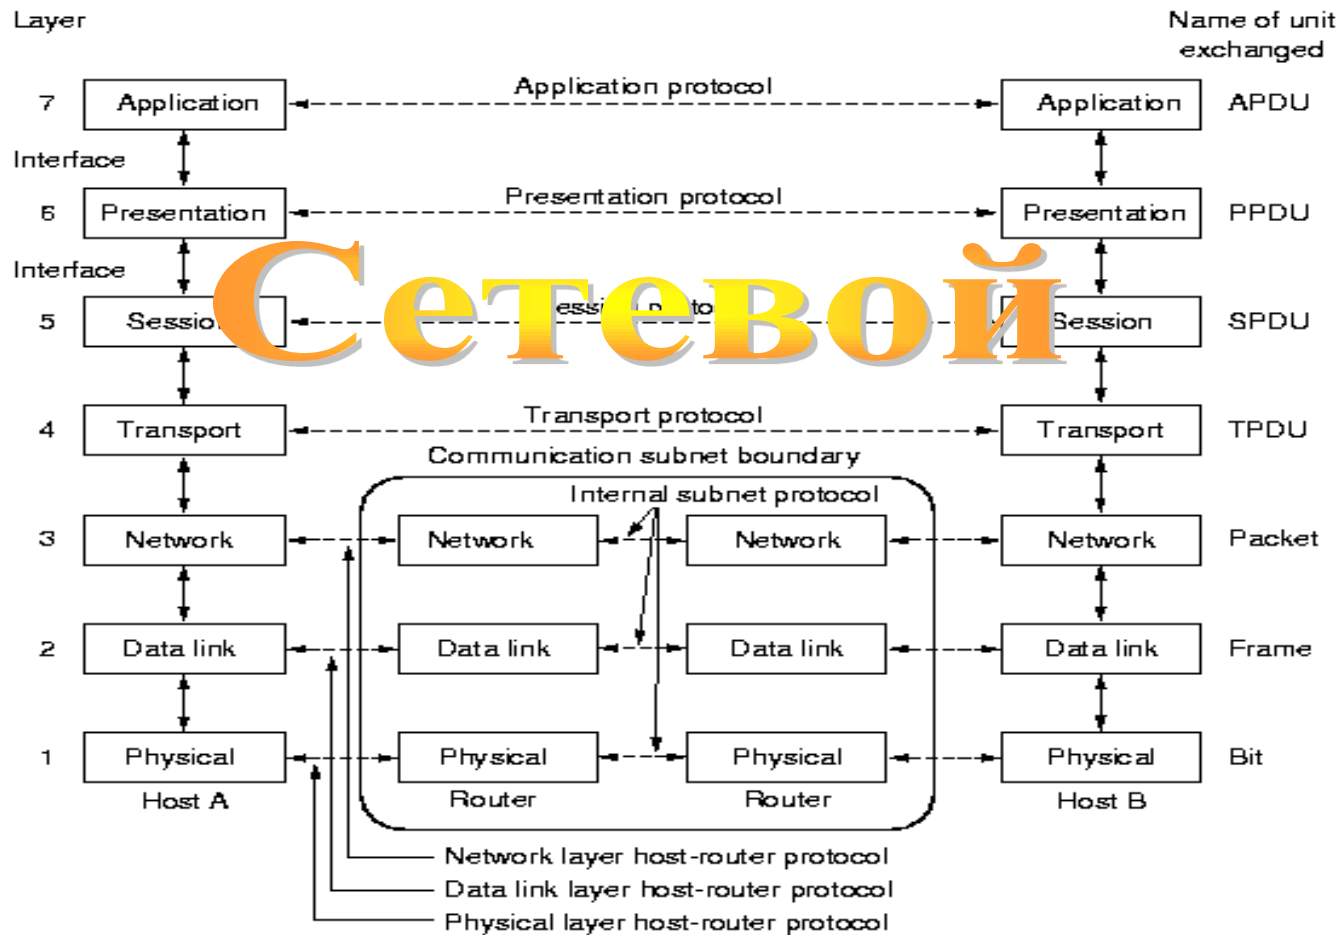 Layer
Name of unit
exchanged
Application protocol
7
Application
Application
APDU
Interface
Presentation protocol
6
Presentation
Presentation
PPDU
Interface
Сетевой
5
Session
SPDU
Transport protocol
4
Transport
Transport
TPDU
Communication subnet boundary
Internal subnet protocol
3
Network
Network
Network
Network
Packet
2
Data link
Data link
Data link
Data link
Frame
1
Physical
Physical
Physical
Physical
Bit
Host A
Router
Router
Host B
Network layer host-router protocol
Data link layer host-router protocol
Physical layer host-router protocol